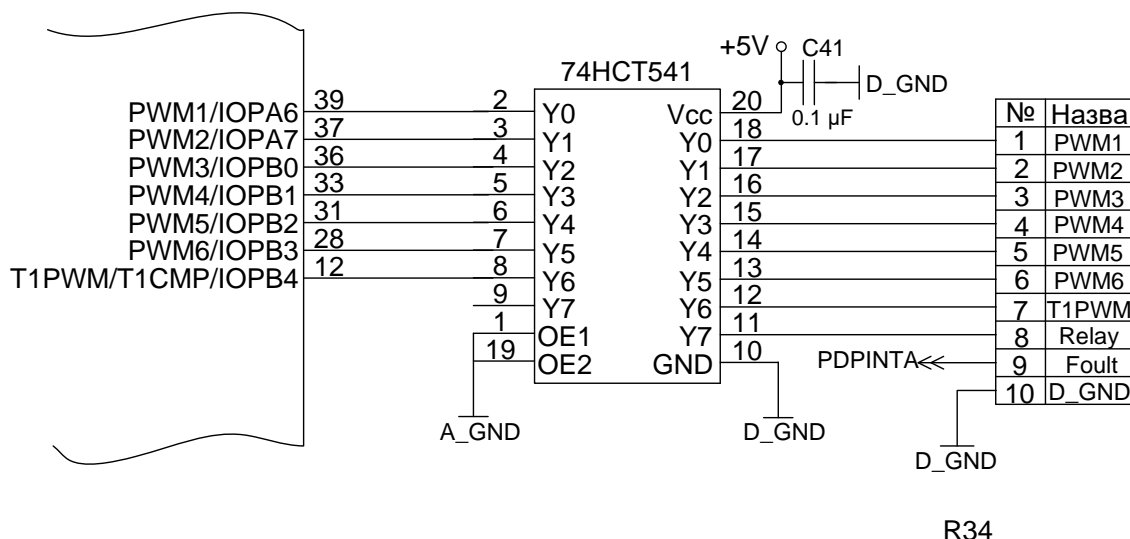 +5V
C41
D_GND
0.1 µF
74HCT541
PWM1/IOPA6 39
PWM2/IOPA7 37
PWM3/IOPB0 36
PWM4/IOPB1 33
PWM5/IOPB2 31
PWM6/IOPB3 28
T1PWM/T1CMP/IOPB4 12
2 Y0
3 Y1
4 Y2
5 Y3
6 Y4
7 Y5
8 Y6
9 Y7
1 OE1
19 OE2
Vcc 20
Y0 18
Y1 17
Y2 16
Y3 15
Y4 14
Y5 13
Y6 12
Y7 11
GND 10
A_GND
D_GND
PDPINTA
№ Назва
1 PWM1
2 PWM2
3 PWM3
4 PWM4
5 PWM5
6 PWM6
7 T1PWM
8 Relay
9 Foult
10 D_GND
D_GND
R34